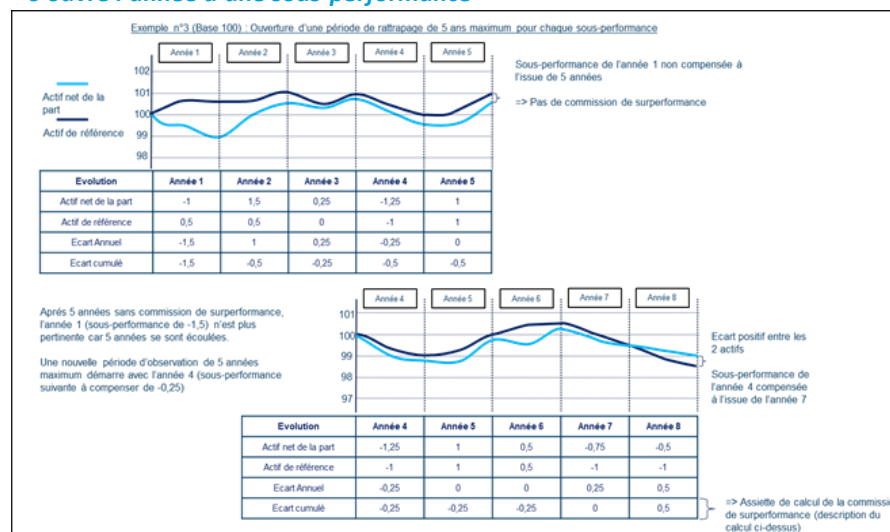 s'ouvre l'année d'une sous-performance
Exemple n°3 (Base 100) : Ouverture d'une période de rattrapage de 5 ans maximum pour chaque sous-performance
Année 1 Année 2 Année 3 Année 4 Année 5
102
101
100
99
98
Actif net de la
part
Actif de référence
Sous-performance de l'année 1 non compensée à
l'issue de 5 années
=> Pas de commission de surperformance
Evolution Année 1 Année 2 Année 3 Année 4 Année 5
Actif net de la part -1 1,5 0,25 -1,25 1
Actif de référence 0,5 0,5 0 -1 1
Ecart Annuel -1,5 1 0,25 -0,25 0
Ecart cumulé -1,5 -0,5 -0,25 -0,5 -0,5
Aprés 5 années sans commission de surperformance,
l'année 1 (sous-performance de -1,5) n'est plus
pertinente car 5 années se sont écoulées.
Une nouvelle période d'observation de 5 années
maximum démarre avec l'année 4 (sous-performance
suivante à compenser de -0,25)
Année 4 Année 5 Année 6 Année 7 Année 8
101
100
99
98
97
Ecart positif entre les
2 actifs
Sous-performance de
l'année 4 compensée
à l'issue de l'année 7
Evolution Année 4 Année 5 Année 6 Année 7 Année 8
Actif net de la part -1,25 1 0,5 -0,75 -0,5
Actif de référence -1 1 0,5 -1 -1
Ecart Annuel -0,25 0 0 0,25 0,5
Ecart cumulé -0,25 -0,25 -0,25 0 0,5
=> Assiette de calcul de la commissi
de surperformance (description du
calcul ci-dessus)